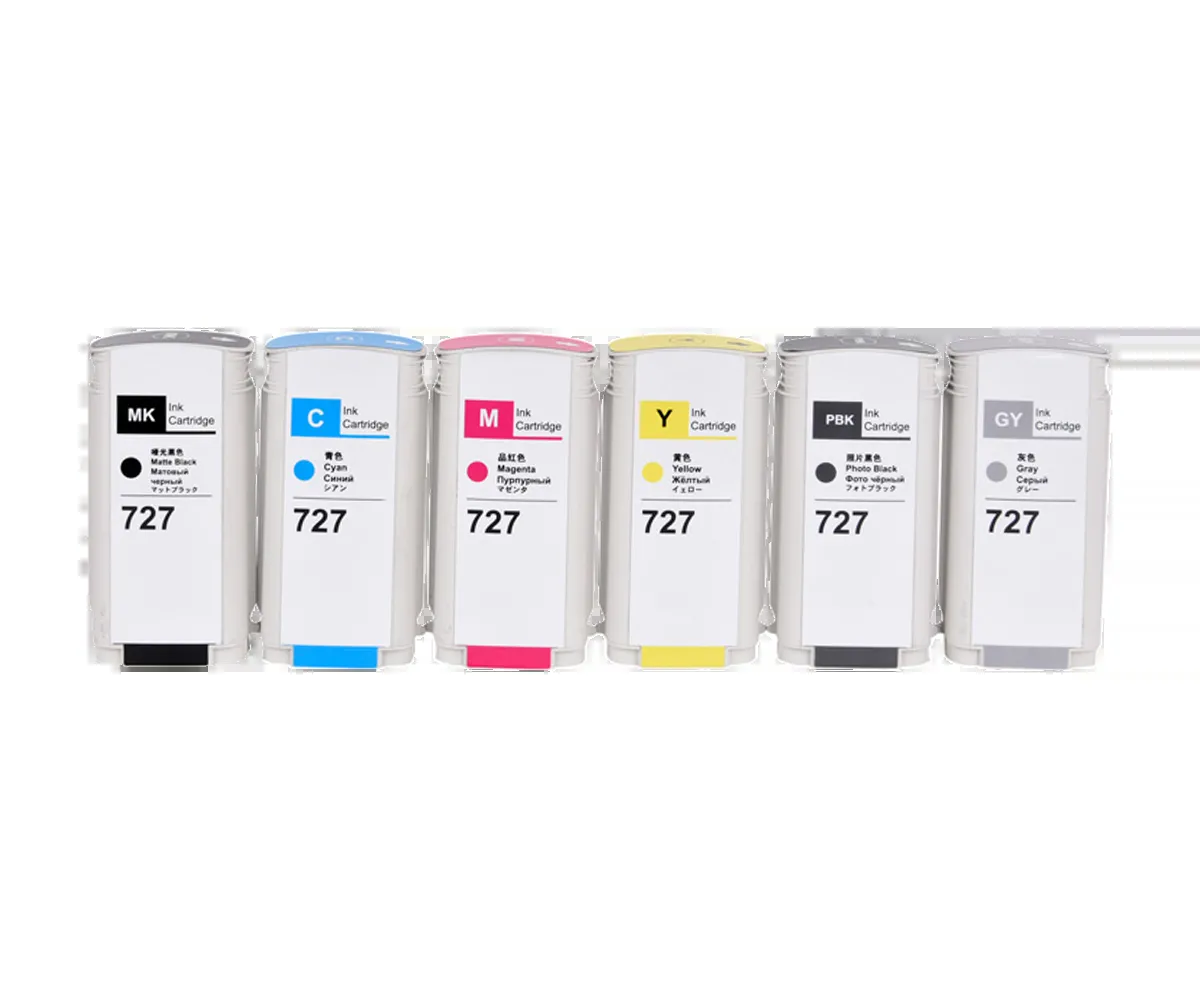 MK
Ink
Cartridge
哑光黑色
Matte Black
Матовый
черный
マットブラック
727
C
Ink
Cartridge
青色
Cyan
Синий
シアン
727
M
Ink
Cartridge
品红色
Magenta
Пурпурный
マゼンタ
727
Y
Ink
Cartridge
黄色
Yellow
Жёлтый
イェロー
727
PBK
Ink
Cartridge
照片黑色
Photo Black
Фото чёрный
フォトブラック
727
GY
Ink
Cartridge
灰色
Gray
Серый
グレー
727